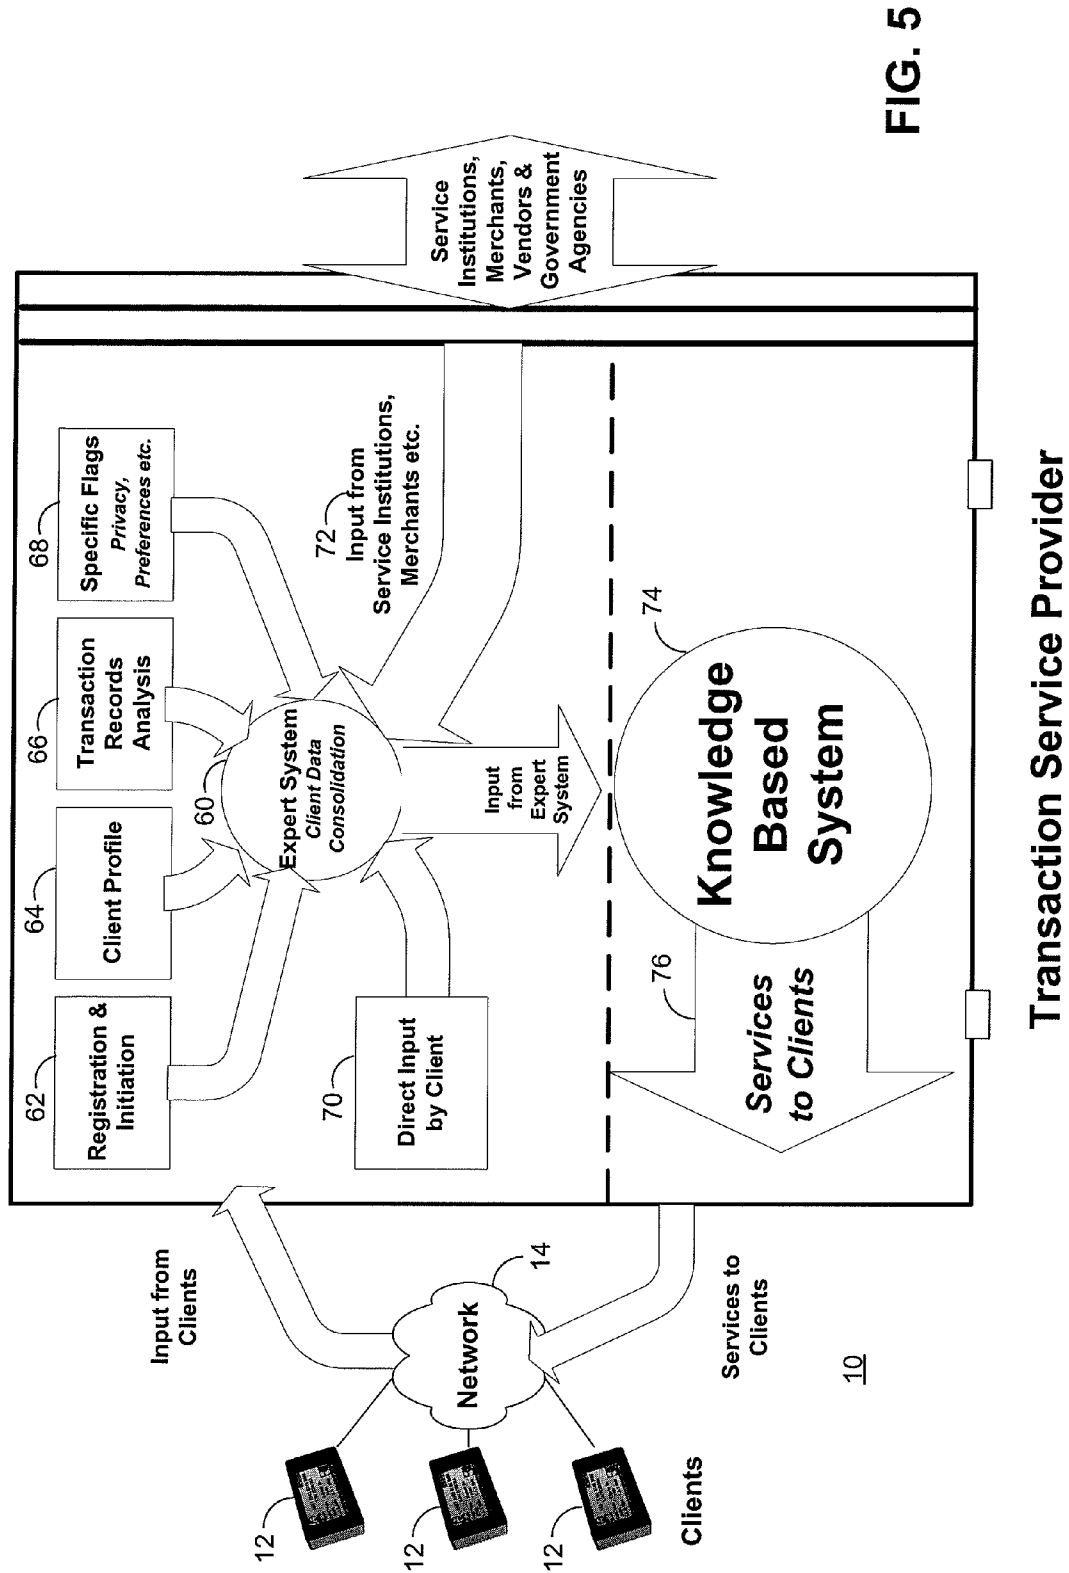 FIG. 5
62
Registration &
Initiation
64
Client Profile
66
Transaction
Records
Analysis
68
Specific Flags
Privacy,
Preferences etc.
60
Expert System
Client Data
Consolidation
70
Direct Input
by Client
72
Input from
Service Institutions,
Merchants etc.
Input
from
Expert
System
Service
Institutions,
Merchants,
Vendors &
Government
Agencies
Input from
Clients
12
12
12
Clients
Network
14
Services to
Clients
10
74
Knowledge
Based
System
76
Services
to Clients
Transaction Service Provider